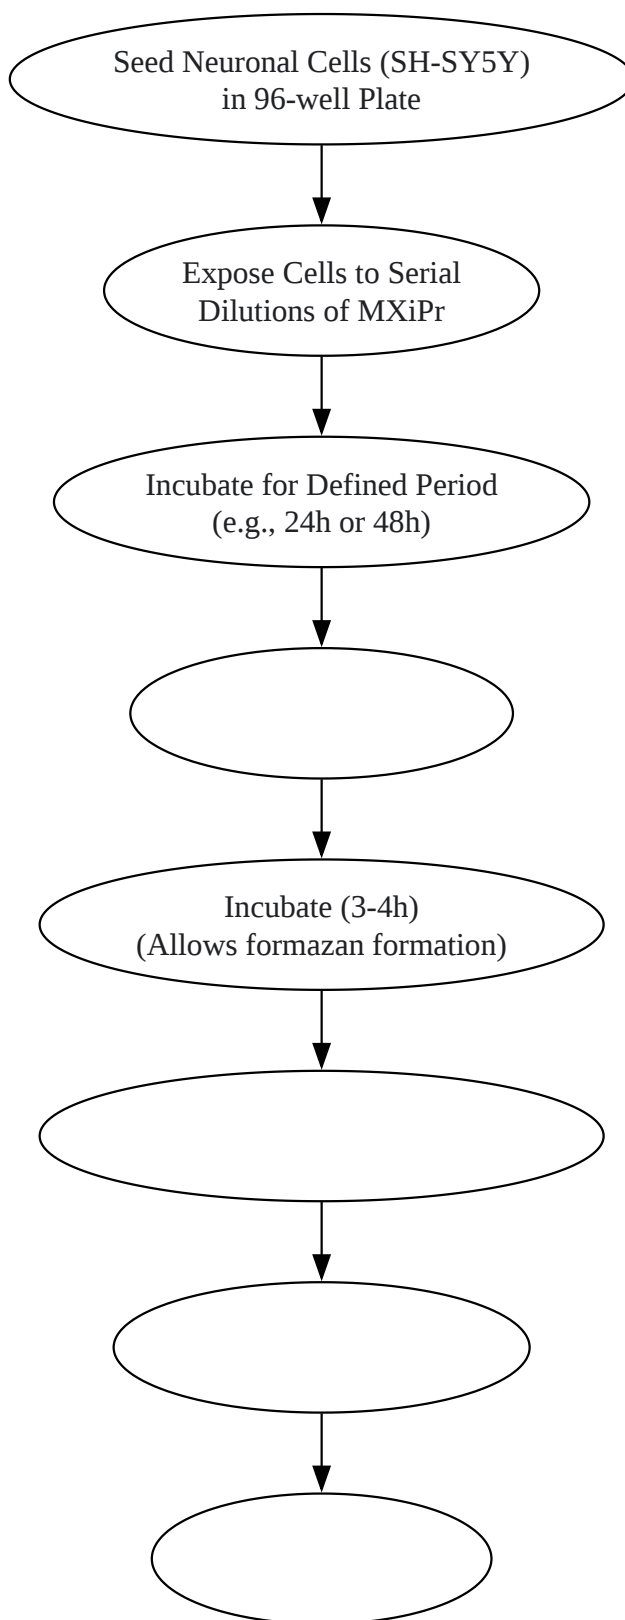 Seed Neuronal Cells (SH-SY5Y)
in 96-well Plate
Expose Cells to Serial
Dilutions of MXiPr
Incubate for Defined Period
(e.g., 24h or 48h)
Incubate (3-4h)
(Allows formazan formation)